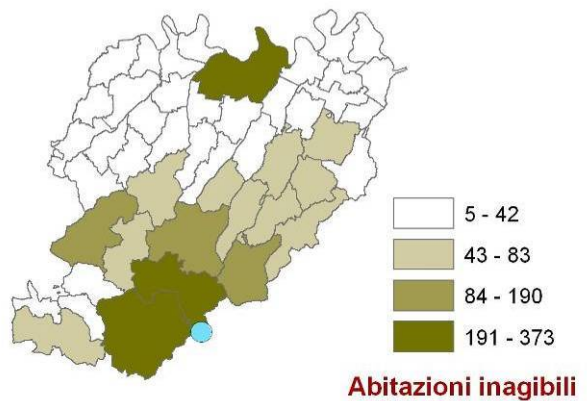 5 - 42
43 - 83
84 - 190
191 - 373
Abitazioni inagibili